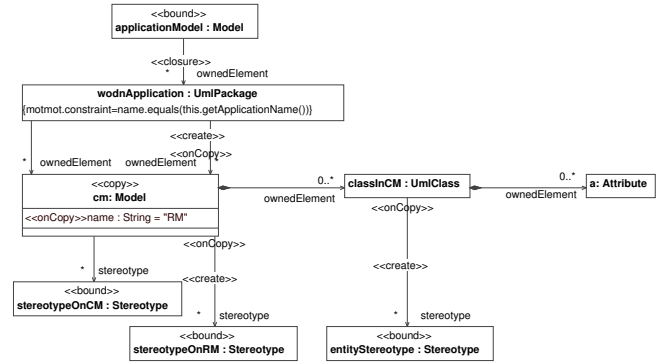 <<bound>>
applicationModel : Model
<<closure>>
* ownedElement
wodnApplication : UmlPackage
{motmot.constraint=name.equals(this.getApplicationName())}
<<create>>
<<onCopy>>
* ownedElement ownedElement *
<<copy>>
cm: Model
<<onCopy>>name : String = "RM"
0..*
ownedElement
classInCM : UmlClass
0..*
ownedElement
a: Attribute
<<onCopy>>
<<onCopy>>
* stereotype
<<create>>
<<create>>
<<bound>>
stereotypeOnCM : Stereotype
* stereotype
* stereotype
<<bound>>
stereotypeOnRM : Stereotype
<<bound>>
entityStereotype : Stereotype